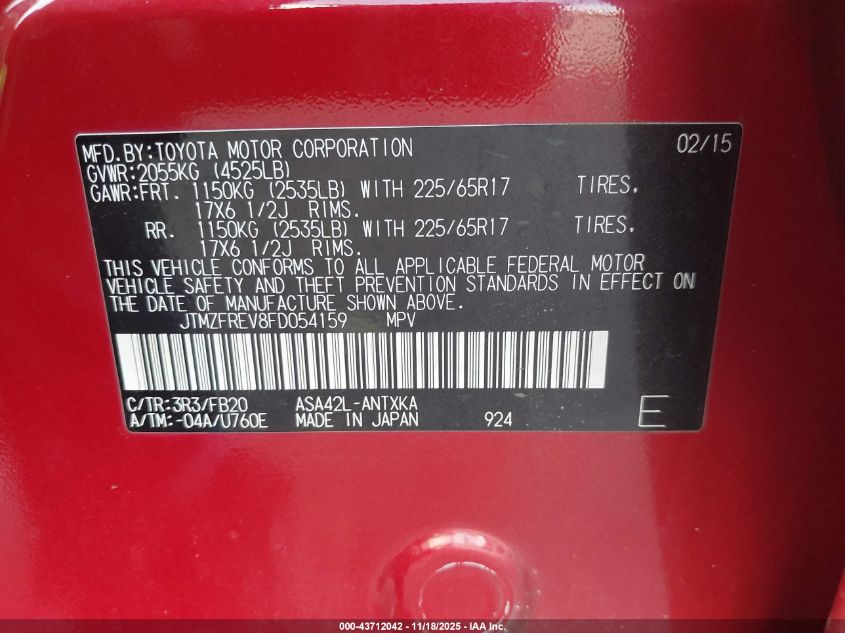 MFD.BY:TOYOTA MOTOR CORPORATION 02/15
GVWR:2055KG (4525LB)
GAWR:FRT. 1150KG (2535LB) WITH 225/65R17 TIRES.
17X6 1/2J RIMS.
RR. 1150KG (2535LB) WITH 225/65R17 TIRES.
17X6 1/2J RIMS.
THIS VEHICLE CONFORMS TO ALL APPLICABLE FEDERAL MOTOR
VEHICLE SAFETY AND THEFT PREVENTION STANDARDS IN EFFECT ON
THE DATE OF MANUFACTURE SHOWN ABOVE.
JTMZFREV8FD054159 MPV
C/TR:3R3/FB20 ASA42L-ANTXKA
A/TM:-04A/U760E MADE IN JAPAN 924 E
000-43712042 - 11/18/2025 - IAA, Inc.